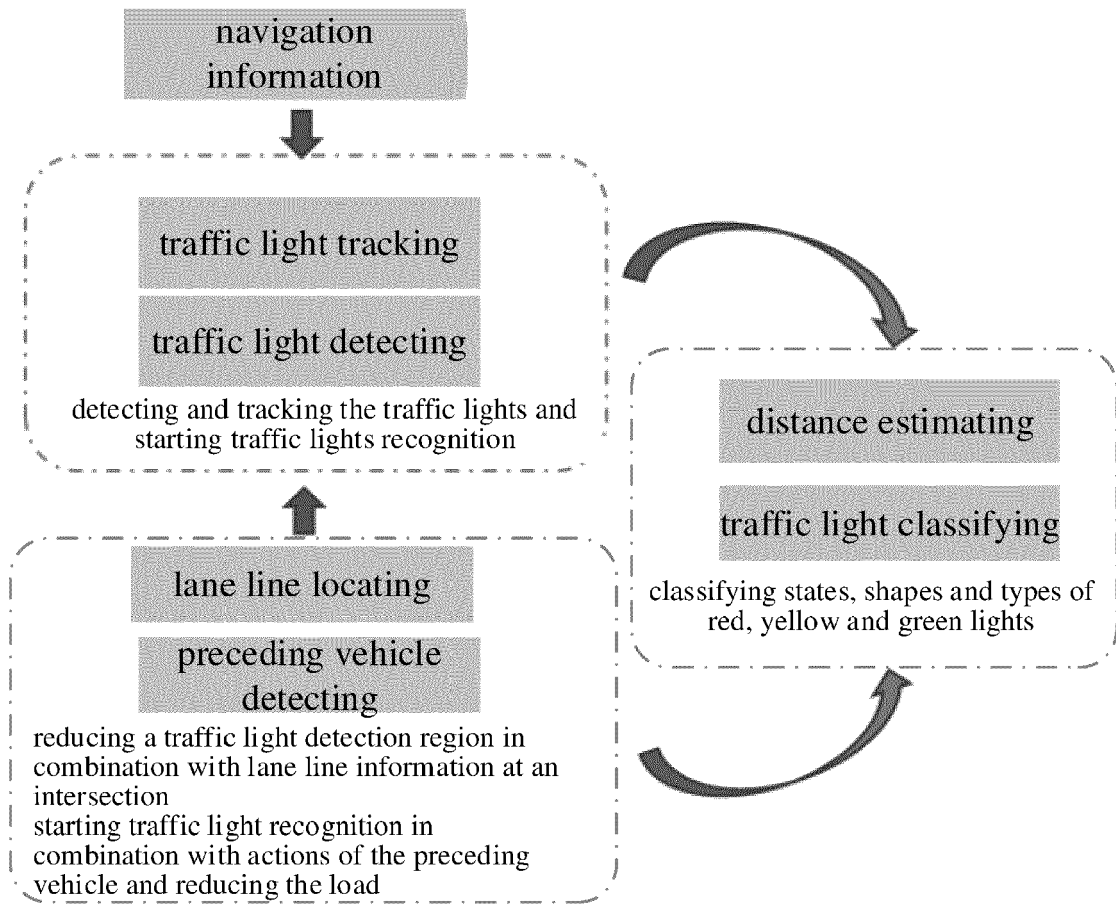 navigation
information
traffic light tracking
traffic light detecting
detecting and tracking the traffic lights and
starting traffic lights recognition
lane line locating
preceding vehicle
detecting
reducing a traffic light detection region in
combination with lane line information at an
intersection
starting traffic light recognition in
combination with actions of the preceding
vehicle and reducing the load
distance estimating
traffic light classifying
classifying states, shapes and types of
red, yellow and green lights